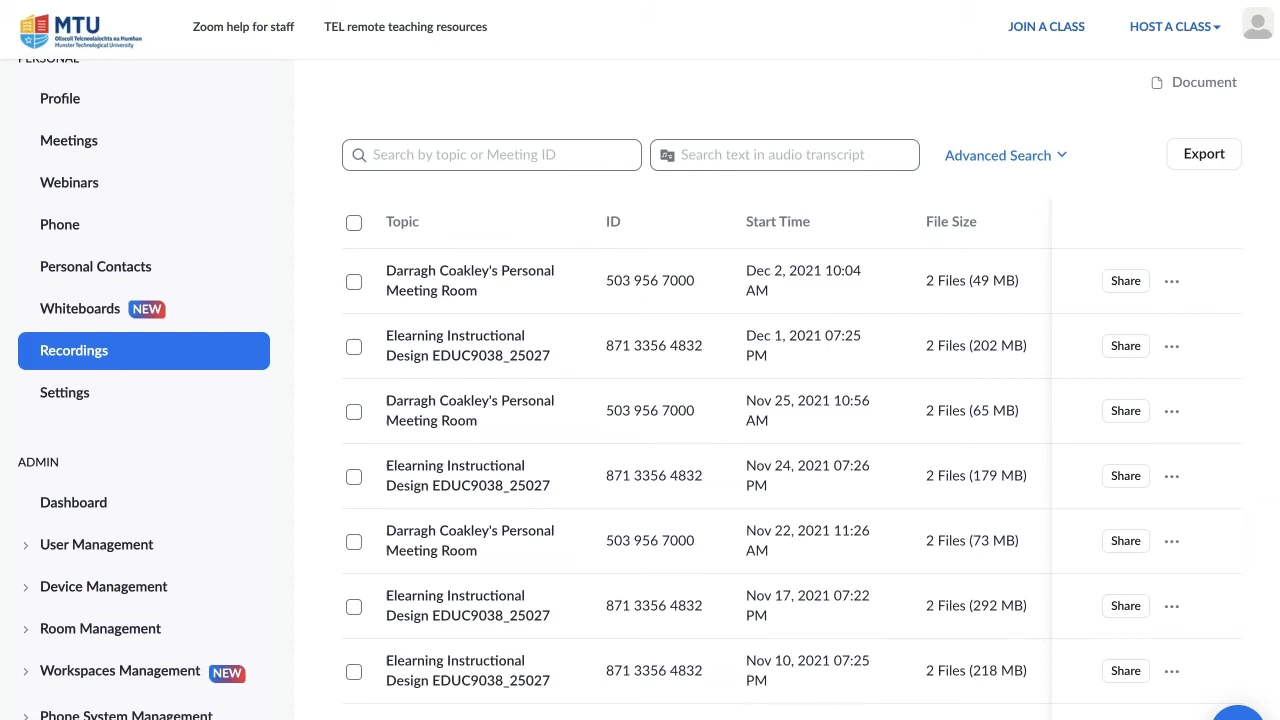 MTU
Ollscoil Teicneolaíochta na Mumhan
Munster Technological University
Zoom help for staff
TEL remote teaching resources
JOIN A CLASS
HOST A CLASS
PERSONAL
Profile
Meetings
Webinars
Phone
Personal Contacts
Whiteboards NEW
Recordings
Settings
ADMIN
Dashboard
User Management
Device Management
Room Management
Workspaces Management NEW
Phone System Management
Document
Search by topic or Meeting ID
Search text in audio transcript
Advanced Search
Export
Topic ID Start Time File Size
Darragh Coakley's Personal
Meeting Room
503 956 7000
Dec 2, 2021 10:04
AM
2 Files (49 MB)
Share
Elearning Instructional
Design EDUC9038_25027
871 3356 4832
Dec 1, 2021 07:25
PM
2 Files (202 MB)
Share
Darragh Coakley's Personal
Meeting Room
503 956 7000
Nov 25, 2021 10:56
AM
2 Files (65 MB)
Share
Elearning Instructional
Design EDUC9038_25027
871 3356 4832
Nov 24, 2021 07:26
PM
2 Files (179 MB)
Share
Darragh Coakley's Personal
Meeting Room
503 956 7000
Nov 22, 2021 11:26
AM
2 Files (73 MB)
Share
Elearning Instructional
Design EDUC9038_25027
871 3356 4832
Nov 17, 2021 07:22
PM
2 Files (292 MB)
Share
Elearning Instructional
Design EDUC9038_25027
871 3356 4832
Nov 10, 2021 07:25
PM
2 Files (218 MB)
Share